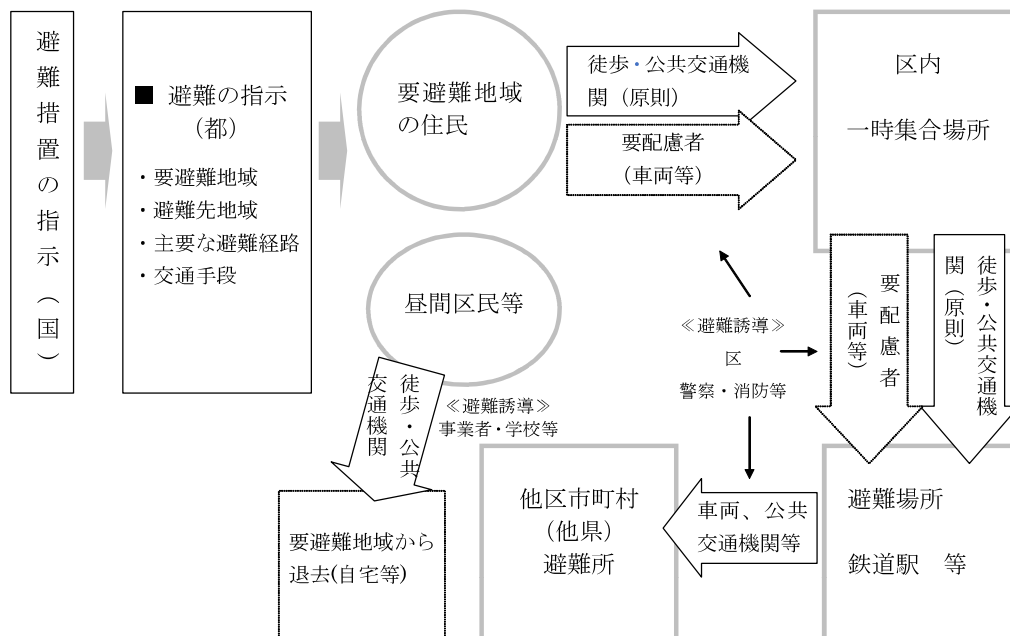 避難措置の指示(国)
■ 避難の指示
(都)
・要避難地域
・避難先地域
・主要な避難経路
・交通手段
要避難地域
の住民
徒歩・公共交通機
関(原則)
要配慮者
(車両等)
区内
一時集合場所
昼間区民等
≪避難誘導≫
区
警察・消防等
要配慮者
(車両等)
徒歩・公共交通機
関(原則)
徒歩・公共
交通機関
≪避難誘導≫
事業者・学校等
要避難地域から
退去(自宅等)
他区市町村
(他県)
避難所
車両、公共
交通機関等
避難場所
鉄道駅 等